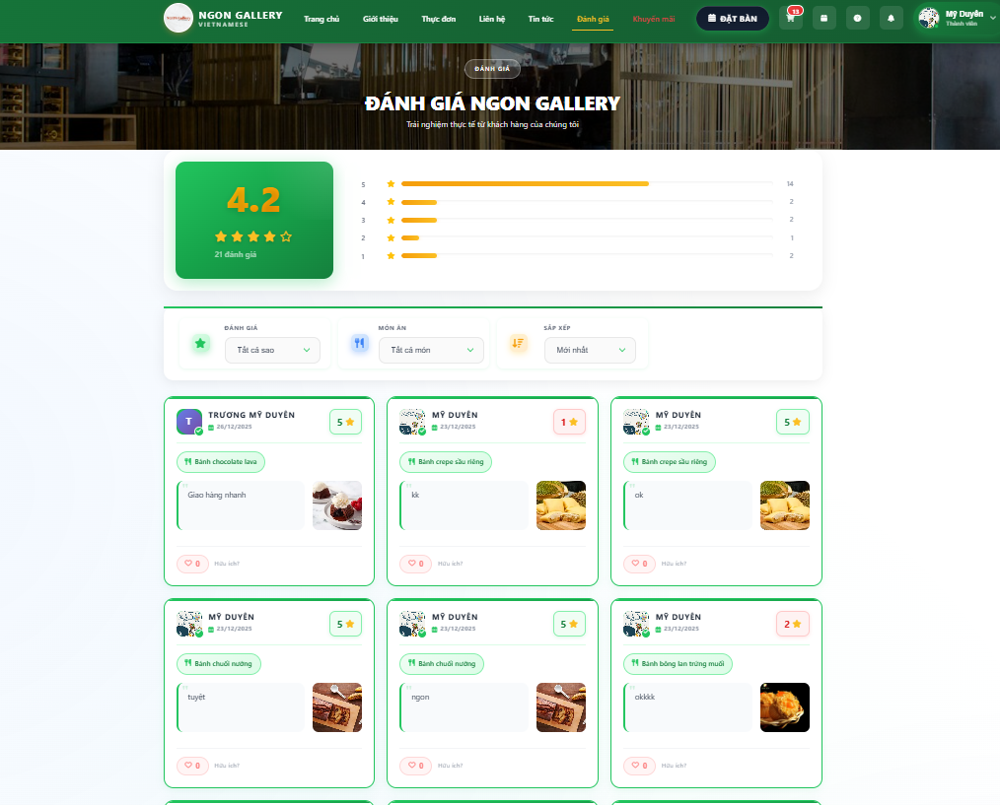 NGON GALLERY
VIETNAMESE
Trang chủ Giới thiệu Thực đơn Liên hệ Tin tức Đánh giá Khuyến mãi ĐẶT BÀN 15 Mỹ Duyên
Thành viên
ĐÁNH GIÁ
ĐÁNH GIÁ NGON GALLERY
Trải nghiệm thực tế từ khách hàng của chúng tôi
4.2
21 đánh giá
5 14
4 2
3 2
2 1
1 2
ĐÁNH GIÁ
Tất cả sao
MÓN ĂN
Tất cả món
SẮP XẾP
Mới nhất
T
TRƯƠNG MỸ DUYÊN
26/12/2025
5
Bánh chocolate lava
Giao hàng nhanh
0 Hữu ích?
MỸ DUYÊN
23/12/2025
1
Bánh crepe sầu riêng
kk
0 Hữu ích?
MỸ DUYÊN
23/12/2025
5
Bánh crepe sầu riêng
ok
0 Hữu ích?
MỸ DUYÊN
23/12/2025
5
Bánh chuối nướng
tuyệt
0 Hữu ích?
MỸ DUYÊN
23/12/2025
5
Bánh chuối nướng
ngon
0 Hữu ích?
MỸ DUYÊN
23/12/2025
2
Bánh bông lan trứng muối
okkkk
0 Hữu ích?